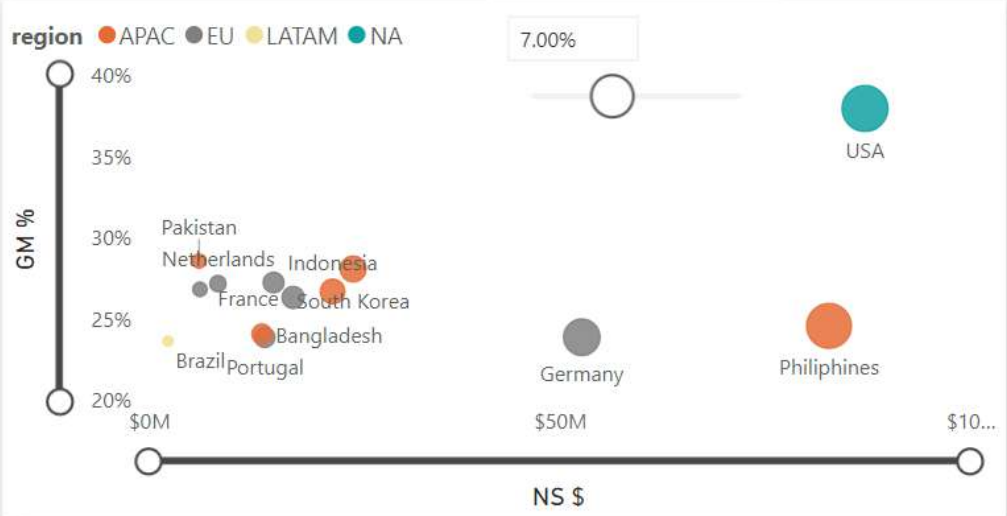 region APAC EU LATAM NA
7.00%
40%
USA
35%
Pakistan
30%
GM %
Netherlands Indonesia
France South Korea
25%
Bangladesh
Brazil Portugal
Germany
Philiphines
20%
$0M $50M $10...
NS $